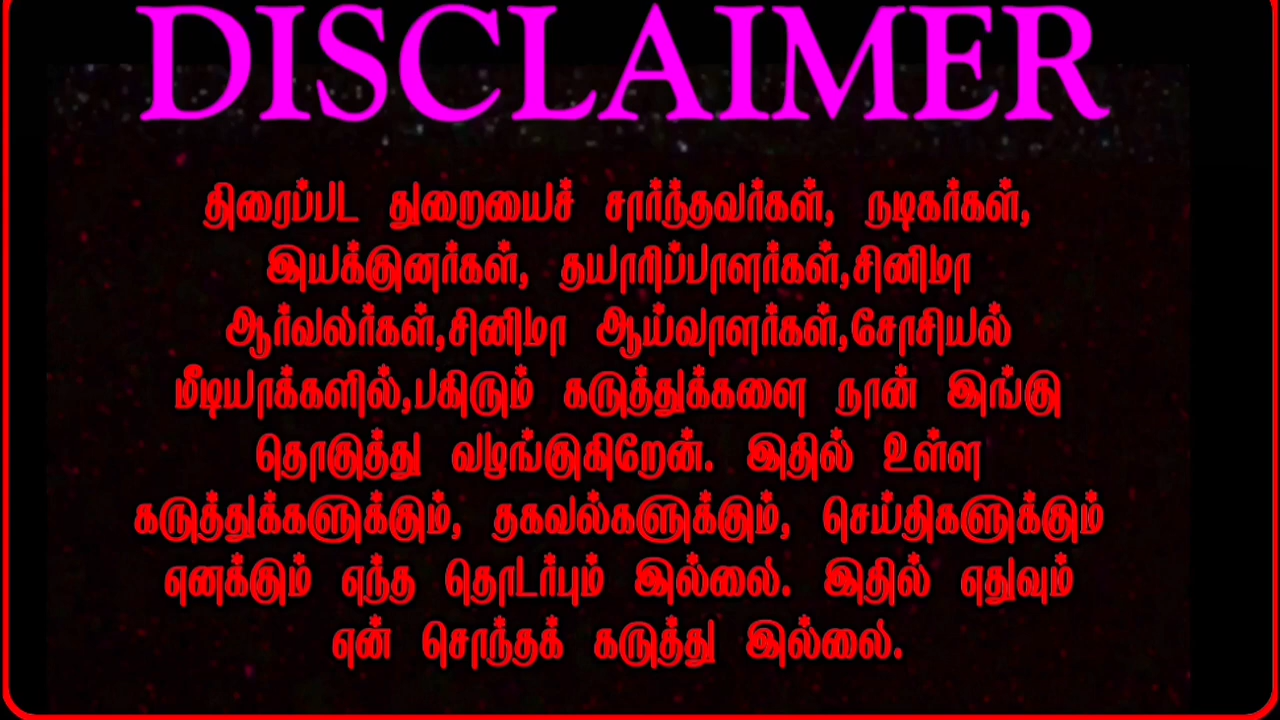 DISCLAIMER
திரைப்பட துறையைச் சார்ந்தவர்கள், நடிகர்கள்,
இயக்குனர்கள், தயாரிப்பாளர்கள்,சினிமா
ஆர்வலர்கள்,சினிமா ஆய்வாளர்கள்,சோசியல்
மீடியாக்களில்,பகிடும் கருத்துக்களை நான் இங்கு
தொகுத்து வழங்குகிறேன். இதில் உள்ள
கருத்துக்களுக்கும், தகவல்களுக்கும், செய்திகளுக்கும்
எனக்கும் எந்த தொடர்பும் இல்லை. இதில் எதுவும்
என் சொந்தக் கருத்து இல்லை.